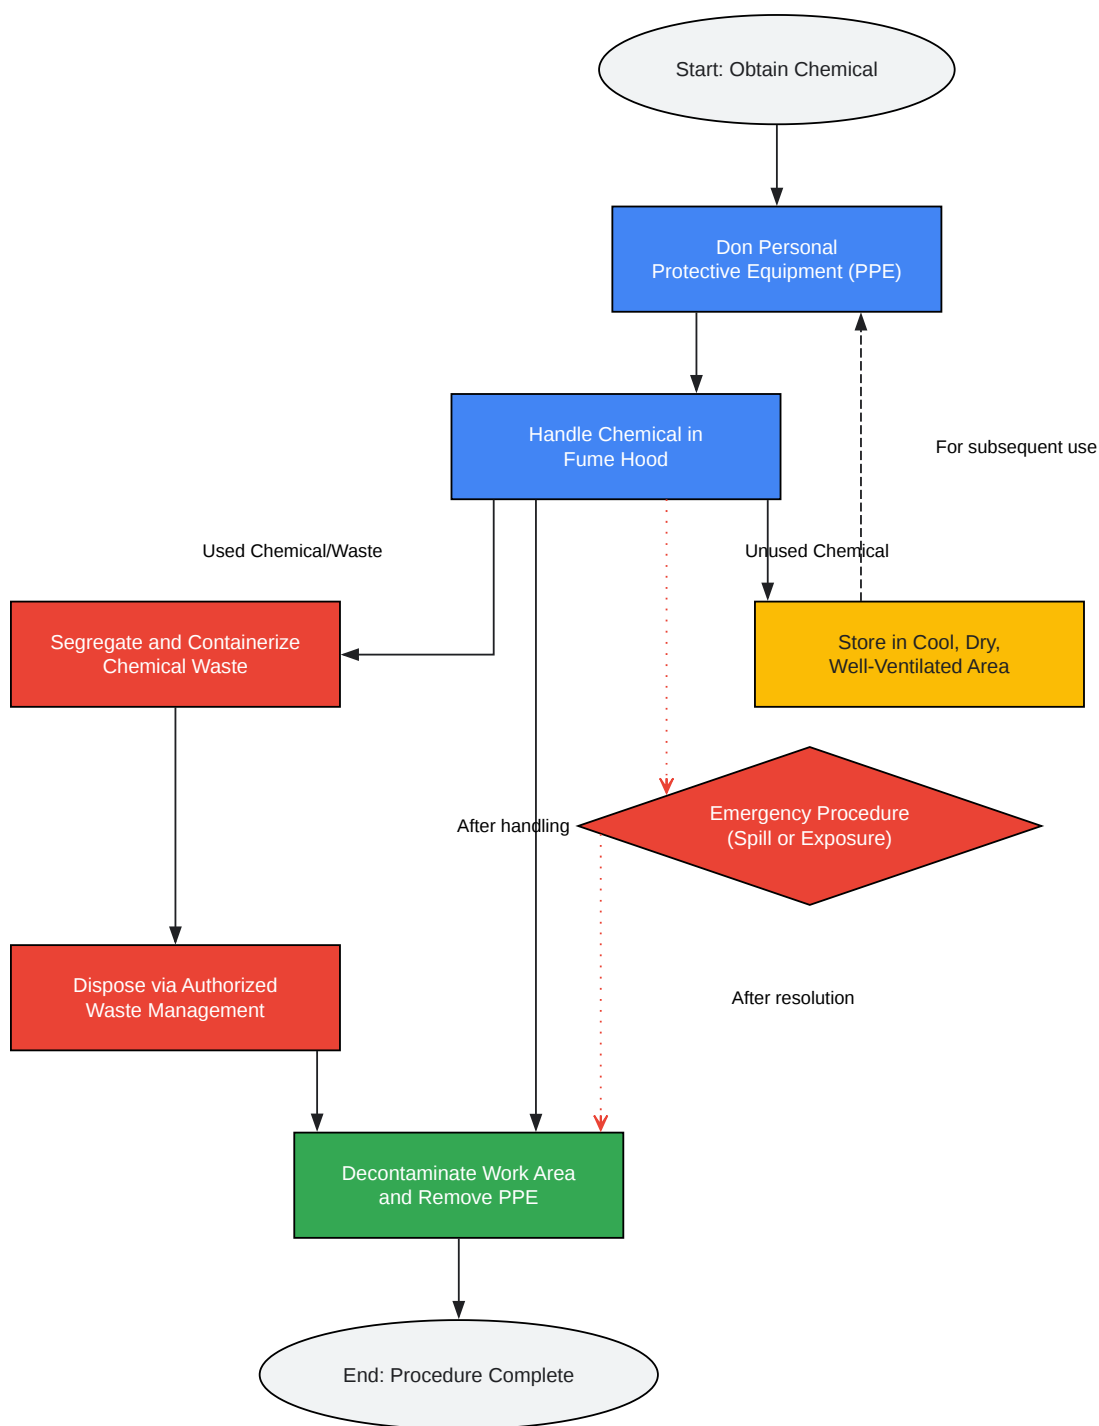 Start: Obtain Chemical
Don Personal
Protective Equipment (PPE)
Handle Chemical in
Fume Hood
For subsequent use
Used Chemical/Waste
Unused Chemical
Segregate and Containerize
Chemical Waste
Store in Cool, Dry,
Well-Ventilated Area
After handling
Emergency Procedure
(Spill or Exposure)
Dispose via Authorized
Waste Management
After resolution
Decontaminate Work Area
and Remove PPE
End: Procedure Complete